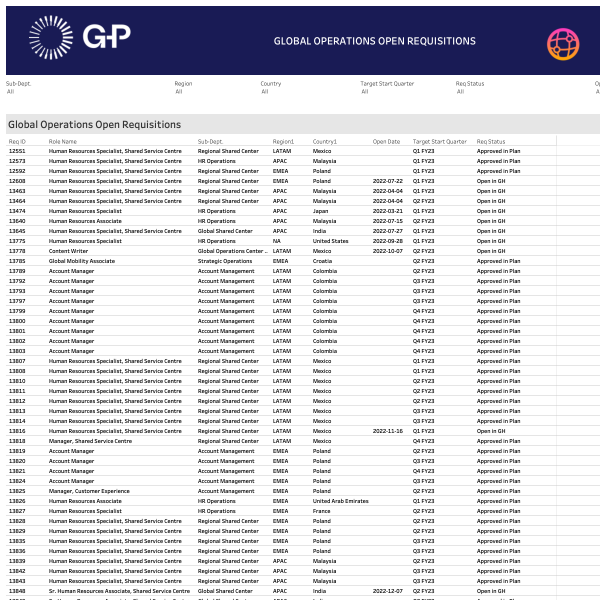 G-P
GLOBAL OPERATIONS OPEN REQUISITIONS
Sub-Dept. Region Country Target Start Quarter Req Status
All All All All All
Global Operations Open Requisitions
Req ID Role Name Sub-Dept. Region1 Country1 Open Date Target Start Quarter Req Status
12551 Human Resources Specialist, Shared Service Centre Regional Shared Center LATAM Mexico Q1 FY23 Approved in Plan
12573 Human Resources Specialist, Shared Service Centre HR Operations APAC Malaysia Q1 FY23 Approved in Plan
12592 Human Resources Specialist, Shared Service Centre Regional Shared Center EMEA Poland Q1 FY23 Approved in Plan
12608 Human Resources Specialist, Shared Service Centre Regional Shared Center EMEA Poland 2022-07-22 Q1 FY23 Open in GH
13463 Human Resources Specialist, Shared Service Centre Regional Shared Center APAC Malaysia 2022-04-04 Q1 FY23 Open in GH
13464 Human Resources Specialist, Shared Service Centre Regional Shared Center APAC Malaysia 2022-04-04 Q2 FY23 Open in GH
13474 Human Resources Specialist HR Operations APAC Japan 2022-03-21 Q1 FY23 Open in GH
13640 Human Resources Associate HR Operations APAC Malaysia 2022-07-15 Q2 FY23 Open in GH
13645 Human Resources Specialist, Shared Service Centre Global Shared Center APAC India 2022-07-27 Q1 FY23 Open in GH
13775 Human Resources Specialist HR Operations NA United States 2022-09-28 Q1 FY23 Open in GH
13778 Content Writer Global Operations Center .. LATAM Mexico 2022-10-07 Q2 FY23 Open in GH
13785 Global Mobility Associate Strategic Operations EMEA Croatia Q2 FY23 Approved in Plan
13789 Account Manager Account Management LATAM Colombia Q2 FY23 Approved in Plan
13792 Account Manager Account Management LATAM Colombia Q3 FY23 Approved in Plan
13793 Account Manager Account Management LATAM Colombia Q3 FY23 Approved in Plan
13797 Account Manager Account Management LATAM Colombia Q3 FY23 Approved in Plan
13799 Account Manager Account Management LATAM Colombia Q4 FY23 Approved in Plan
13800 Account Manager Account Management LATAM Colombia Q4 FY23 Approved in Plan
13801 Account Manager Account Management LATAM Colombia Q4 FY23 Approved in Plan
13802 Account Manager Account Management LATAM Colombia Q4 FY23 Approved in Plan
13803 Account Manager Account Management LATAM Colombia Q4 FY23 Approved in Plan
13807 Human Resources Specialist, Shared Service Centre Regional Shared Center LATAM Mexico Q1 FY23 Approved in Plan
13808 Human Resources Specialist, Shared Service Centre Regional Shared Center LATAM Mexico Q1 FY23 Approved in Plan
13810 Human Resources Specialist, Shared Service Centre Regional Shared Center LATAM Mexico Q2 FY23 Approved in Plan
13811 Human Resources Specialist, Shared Service Centre Regional Shared Center LATAM Mexico Q2 FY23 Approved in Plan
13812 Human Resources Specialist, Shared Service Centre Regional Shared Center LATAM Mexico Q3 FY23 Approved in Plan
13813 Human Resources Specialist, Shared Service Centre Regional Shared Center LATAM Mexico Q3 FY23 Approved in Plan
13814 Human Resources Specialist, Shared Service Centre Regional Shared Center LATAM Mexico Q3 FY23 Approved in Plan
13816 Human Resources Specialist, Shared Service Centre Regional Shared Center LATAM Mexico 2022-11-16 Q1 FY23 Open in GH
13818 Manager, Shared Service Centre Regional Shared Center LATAM Mexico Q4 FY23 Approved in Plan
13819 Account Manager Account Management EMEA Poland Q2 FY23 Approved in Plan
13820 Account Manager Account Management EMEA Poland Q3 FY23 Approved in Plan
13821 Account Manager Account Management EMEA Poland Q4 FY23 Approved in Plan
13824 Account Manager Account Management EMEA Poland Q3 FY23 Approved in Plan
13825 Manager, Customer Experience Account Management EMEA Poland Q2 FY23 Approved in Plan
13826 Human Resources Associate HR Operations EMEA United Arab Emirates Q1 FY23 Approved in Plan
13827 Human Resources Specialist HR Operations EMEA France Q2 FY23 Approved in Plan
13828 Human Resources Specialist, Shared Service Centre Regional Shared Center EMEA Poland Q2 FY23 Approved in Plan
13829 Human Resources Specialist, Shared Service Centre Regional Shared Center EMEA Poland Q2 FY23 Approved in Plan
13835 Human Resources Specialist, Shared Service Centre Regional Shared Center EMEA Poland Q3 FY23 Approved in Plan
13836 Human Resources Specialist, Shared Service Centre Regional Shared Center EMEA Poland Q3 FY23 Approved in Plan
13839 Human Resources Specialist, Shared Service Centre Regional Shared Center APAC Malaysia Q2 FY23 Approved in Plan
13842 Human Resources Specialist, Shared Service Centre Regional Shared Center APAC Malaysia Q3 FY23 Approved in Plan
13843 Human Resources Specialist, Shared Service Centre Regional Shared Center APAC Malaysia Q3 FY23 Approved in Plan
13848 Sr. Human Resources Associate, Shared Service Centre Global Shared Center APAC India 2022-12-07 Q2 FY23 Open in GH